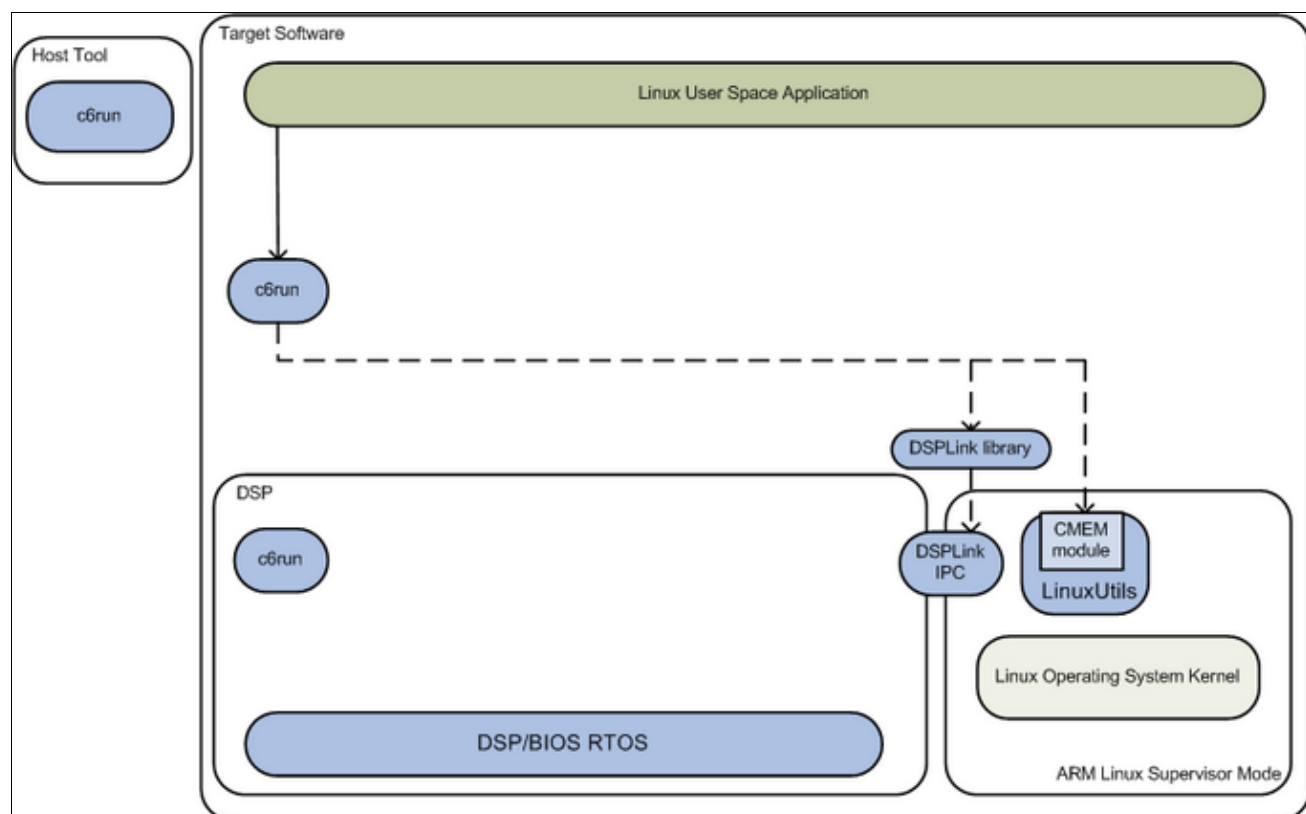 Target Software
Host Tool
c6run
Linux User Space Application
c6run
DSPLink library
DSP
c6run
DSPLink
IPC
CMEM
module
LinuxUtils
Linux Operating System Kernel
DSP/BIOS RTOS
ARM Linux Supervisor Mode